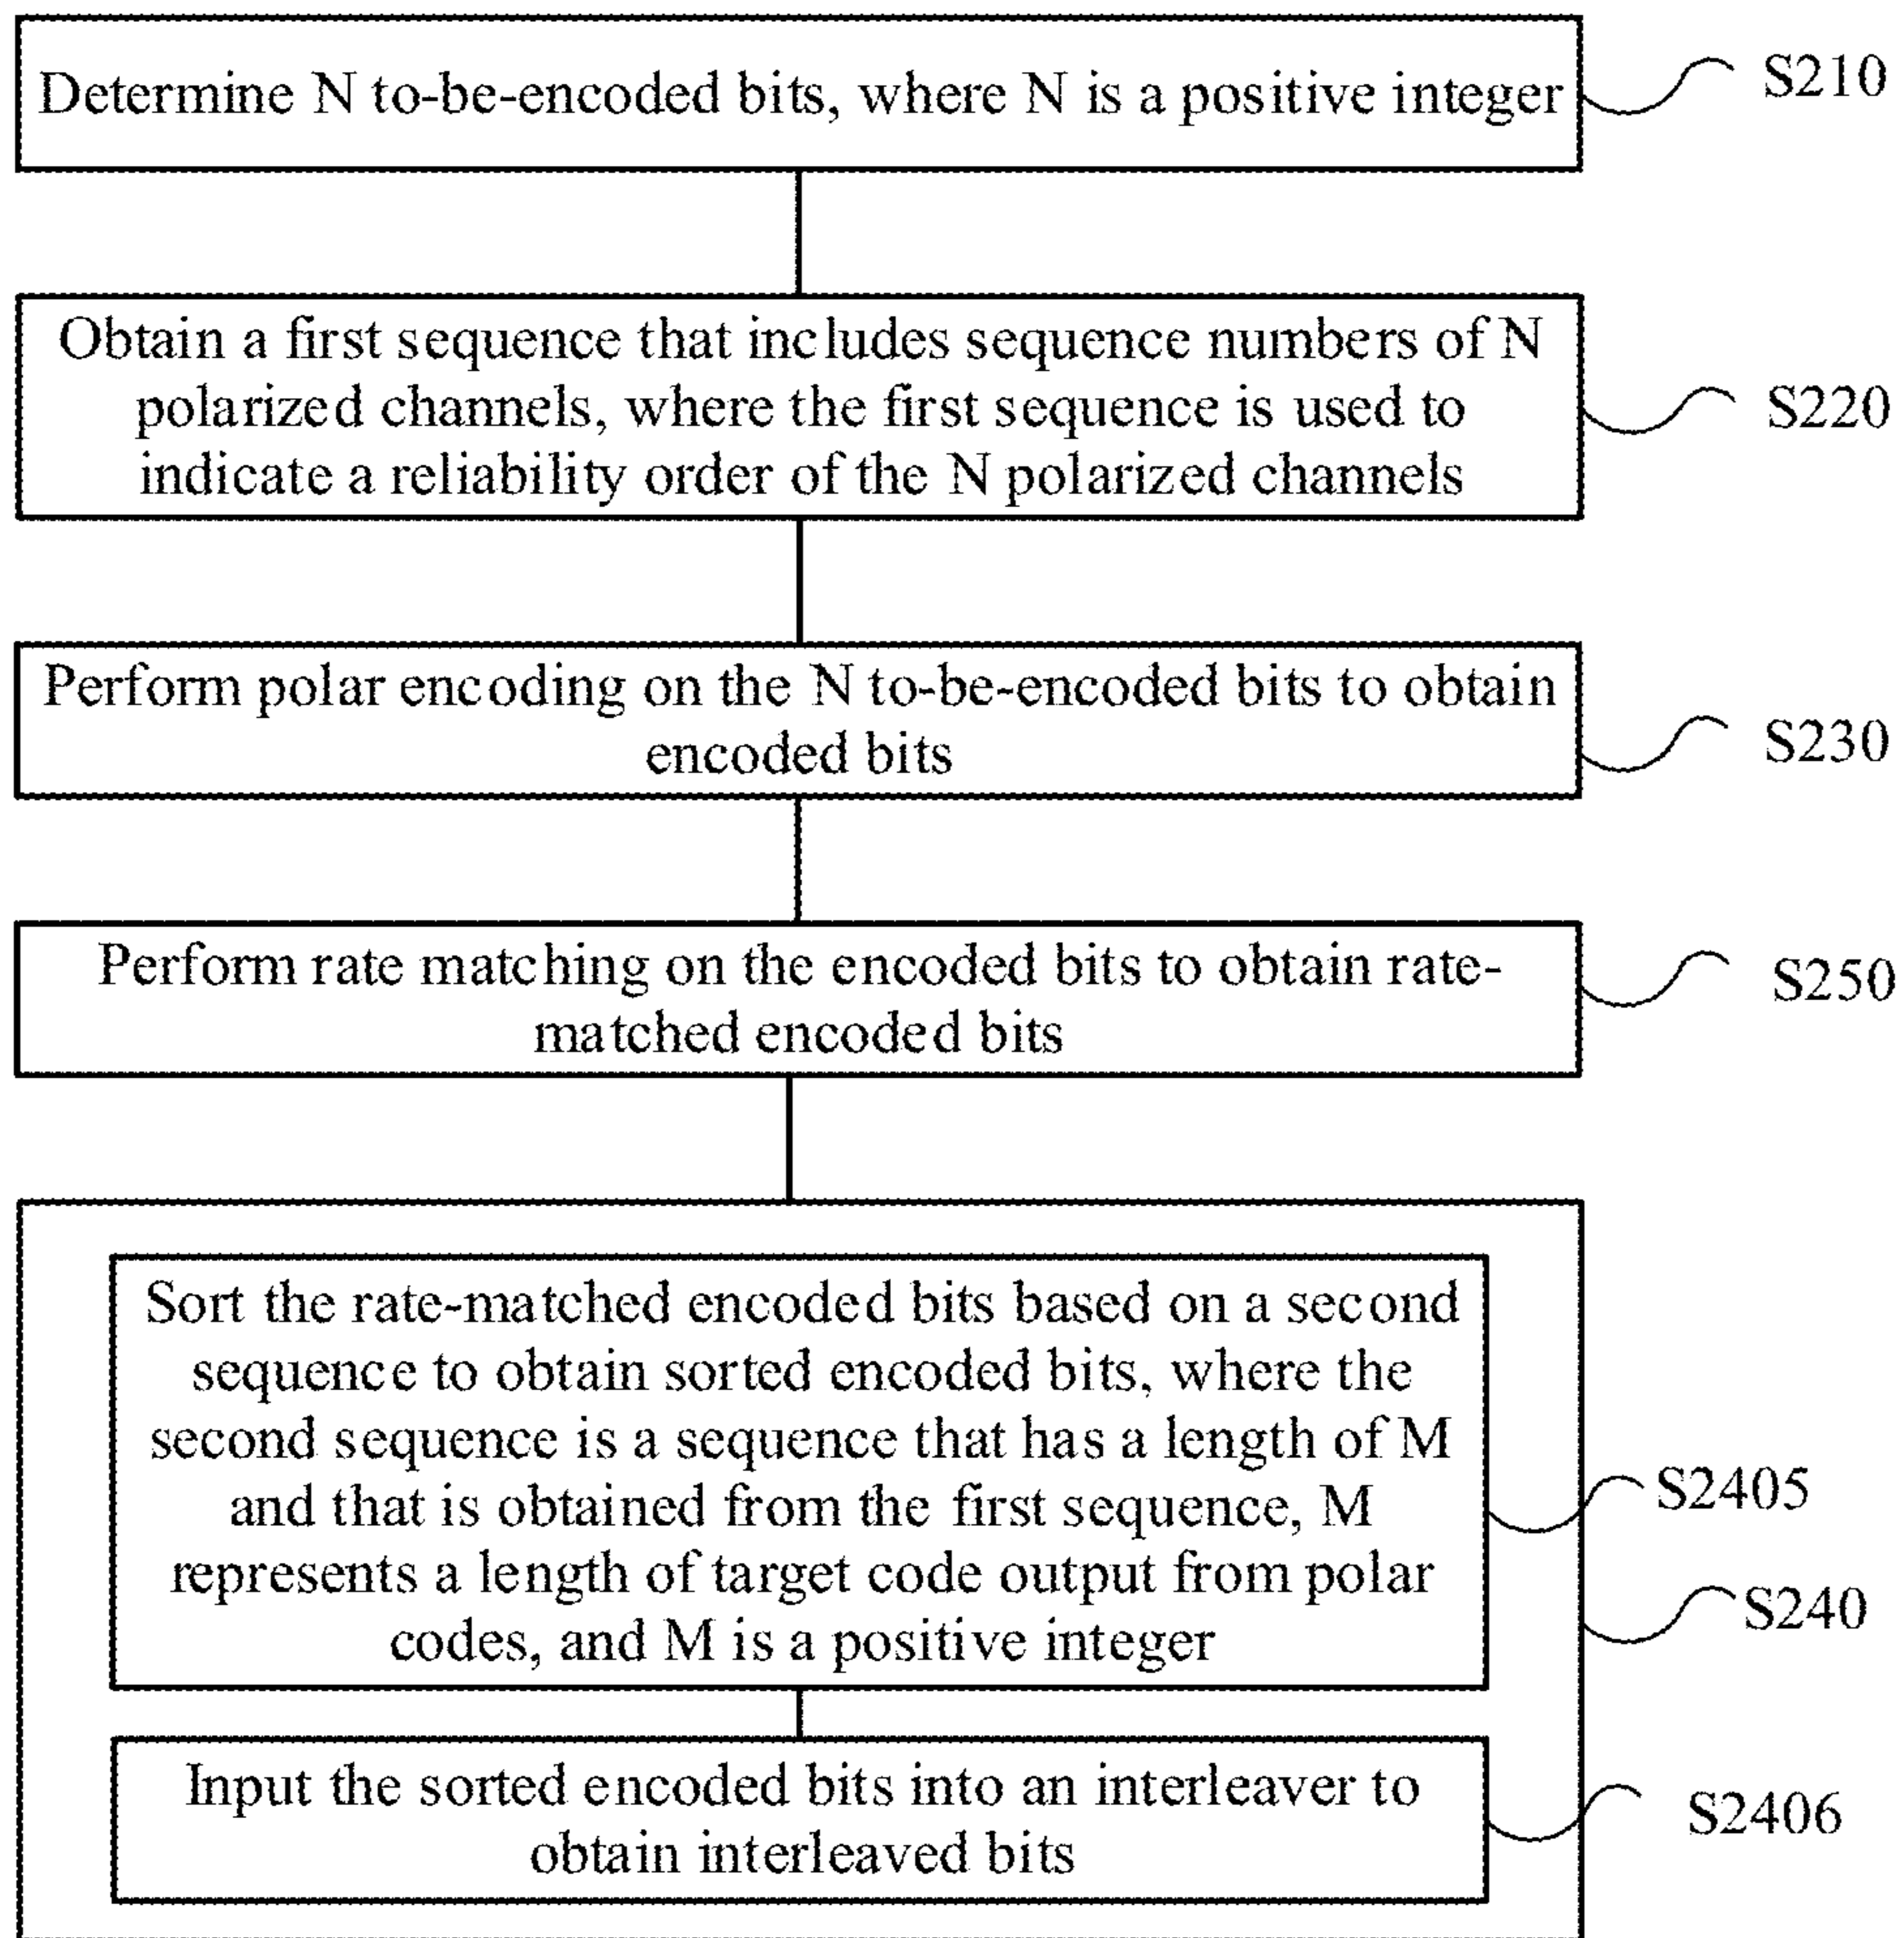 Determine N to-be-encoded bits, where N is a positive integer
S210
Obtain a first sequence that includes sequence numbers of N
polarized channels, where the first sequence is used to
indicate a reliability order of the N polarized channels
S220
Perform polar encoding on the N to-be-encoded bits to obtain
encoded bits
S230
Perform rate matching on the encoded bits to obtain rate-
matched encoded bits
S250
Sort the rate-matched encoded bits based on a second
sequence to obtain sorted encoded bits, where the
second sequence is a sequence that has a length of M
and that is obtained from the first sequence, M
represents a length of target code output from polar
codes, and M is a positive integer
S2405
S240
Input the sorted encoded bits into an interleaver to
obtain interleaved bits
S2406